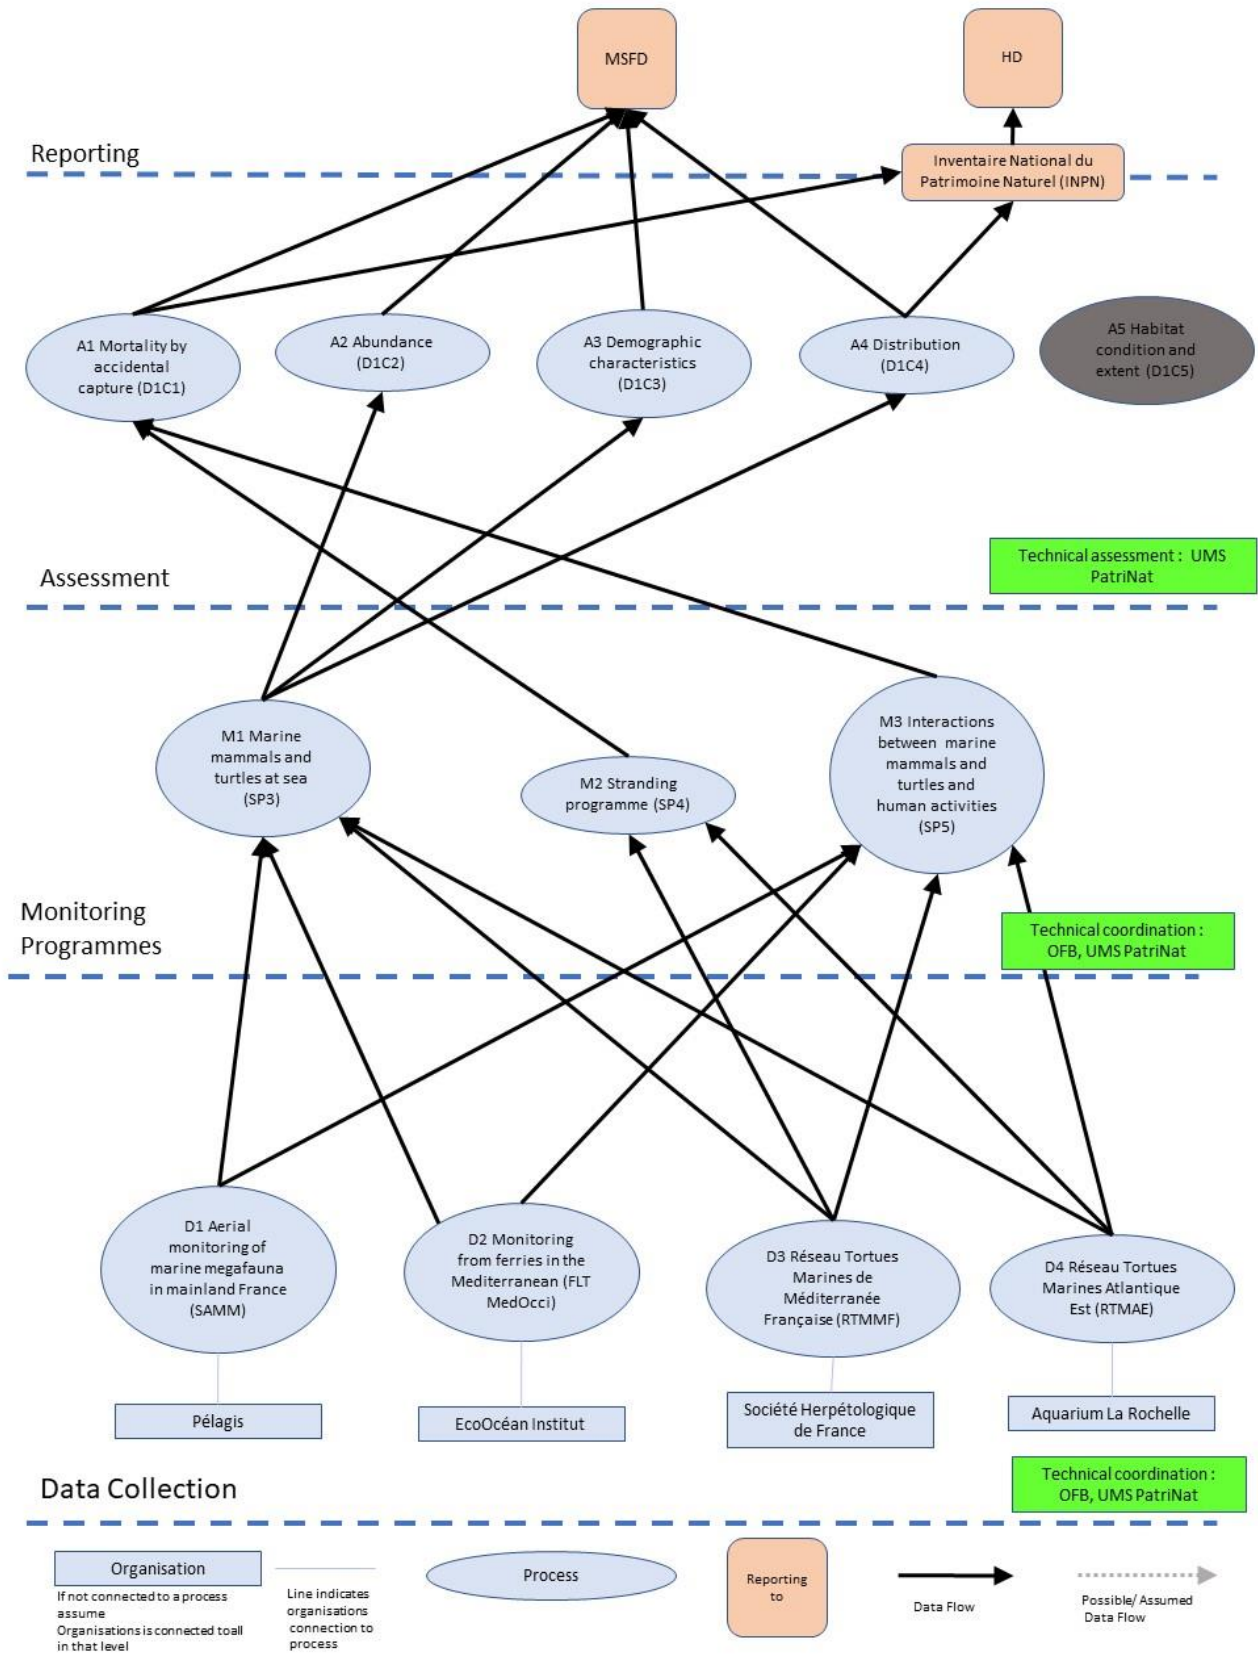 MSFD
HD
Reporting
Inventaire National du
Patrimoine Naturel (INPN)
A1 Mortality by
accidental
capture (D1C1)
A2 Abundance
(D1C2)
A3 Demographic
characteristics
(D1C3)
A4 Distribution
(D1C4)
A5 Habitat
condition and
extent (D1C5)
Assessment
Technical assessment : UMS
PatriNat
M1 Marine
mammals and
turtles at sea
(SP3)
M2 Stranding
programme (SP4)
M3 Interactions
between marine
mammals and
turtles and
human activities
(SP5)
Monitoring
Programmes
Technical coordination :
OFB, UMS PatriNat
D1 Aerial
monitoring of
marine megafauna
in mainland France
(SAMM)
D2 Monitoring
from ferries in the
Mediterranean (FLT
MedOcci)
D3 Réseau Tortues
Marines de
Méditerranée
Française (RTMMF)
D4 Réseau Tortues
Marines Atlantique
Est (RTMAE)
Pélagis
EcoOcéan Institut
Société Herpétologique
de France
Aquarium La Rochelle
Data Collection
Technical coordination :
OFB, UMS PatriNat
Organisation
If not connected to a process
assume
Organisations is connected toall
in that level
Line indicates
organisations
connection to
process
Process
Reporting
to
Data Flow
Possible/ Assumed
Data Flow